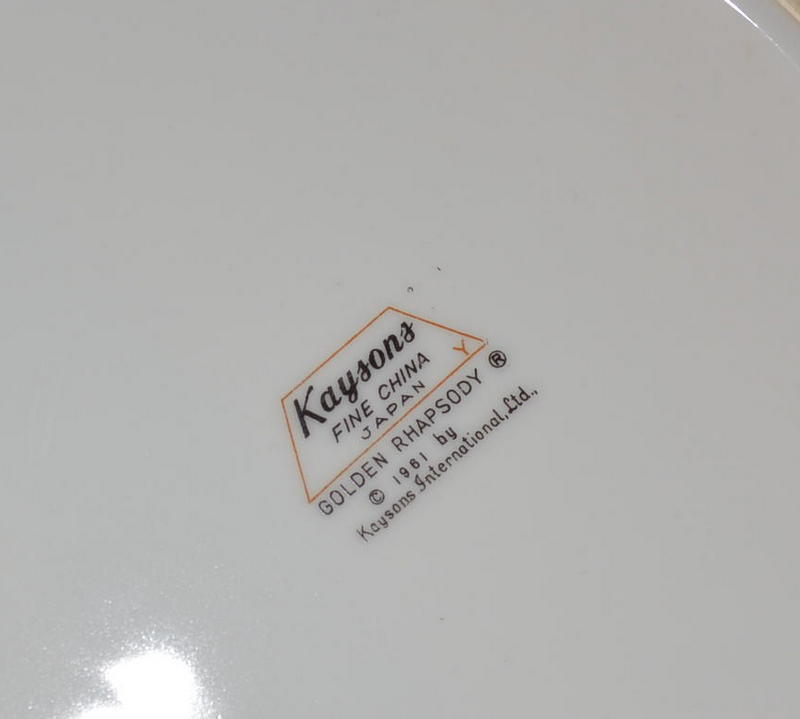 Kaysons
FINE CHINA
JAPAN
Y
GOLDEN RHAPSODY ®
© 1961 by
Kaysons International, Ltd.,